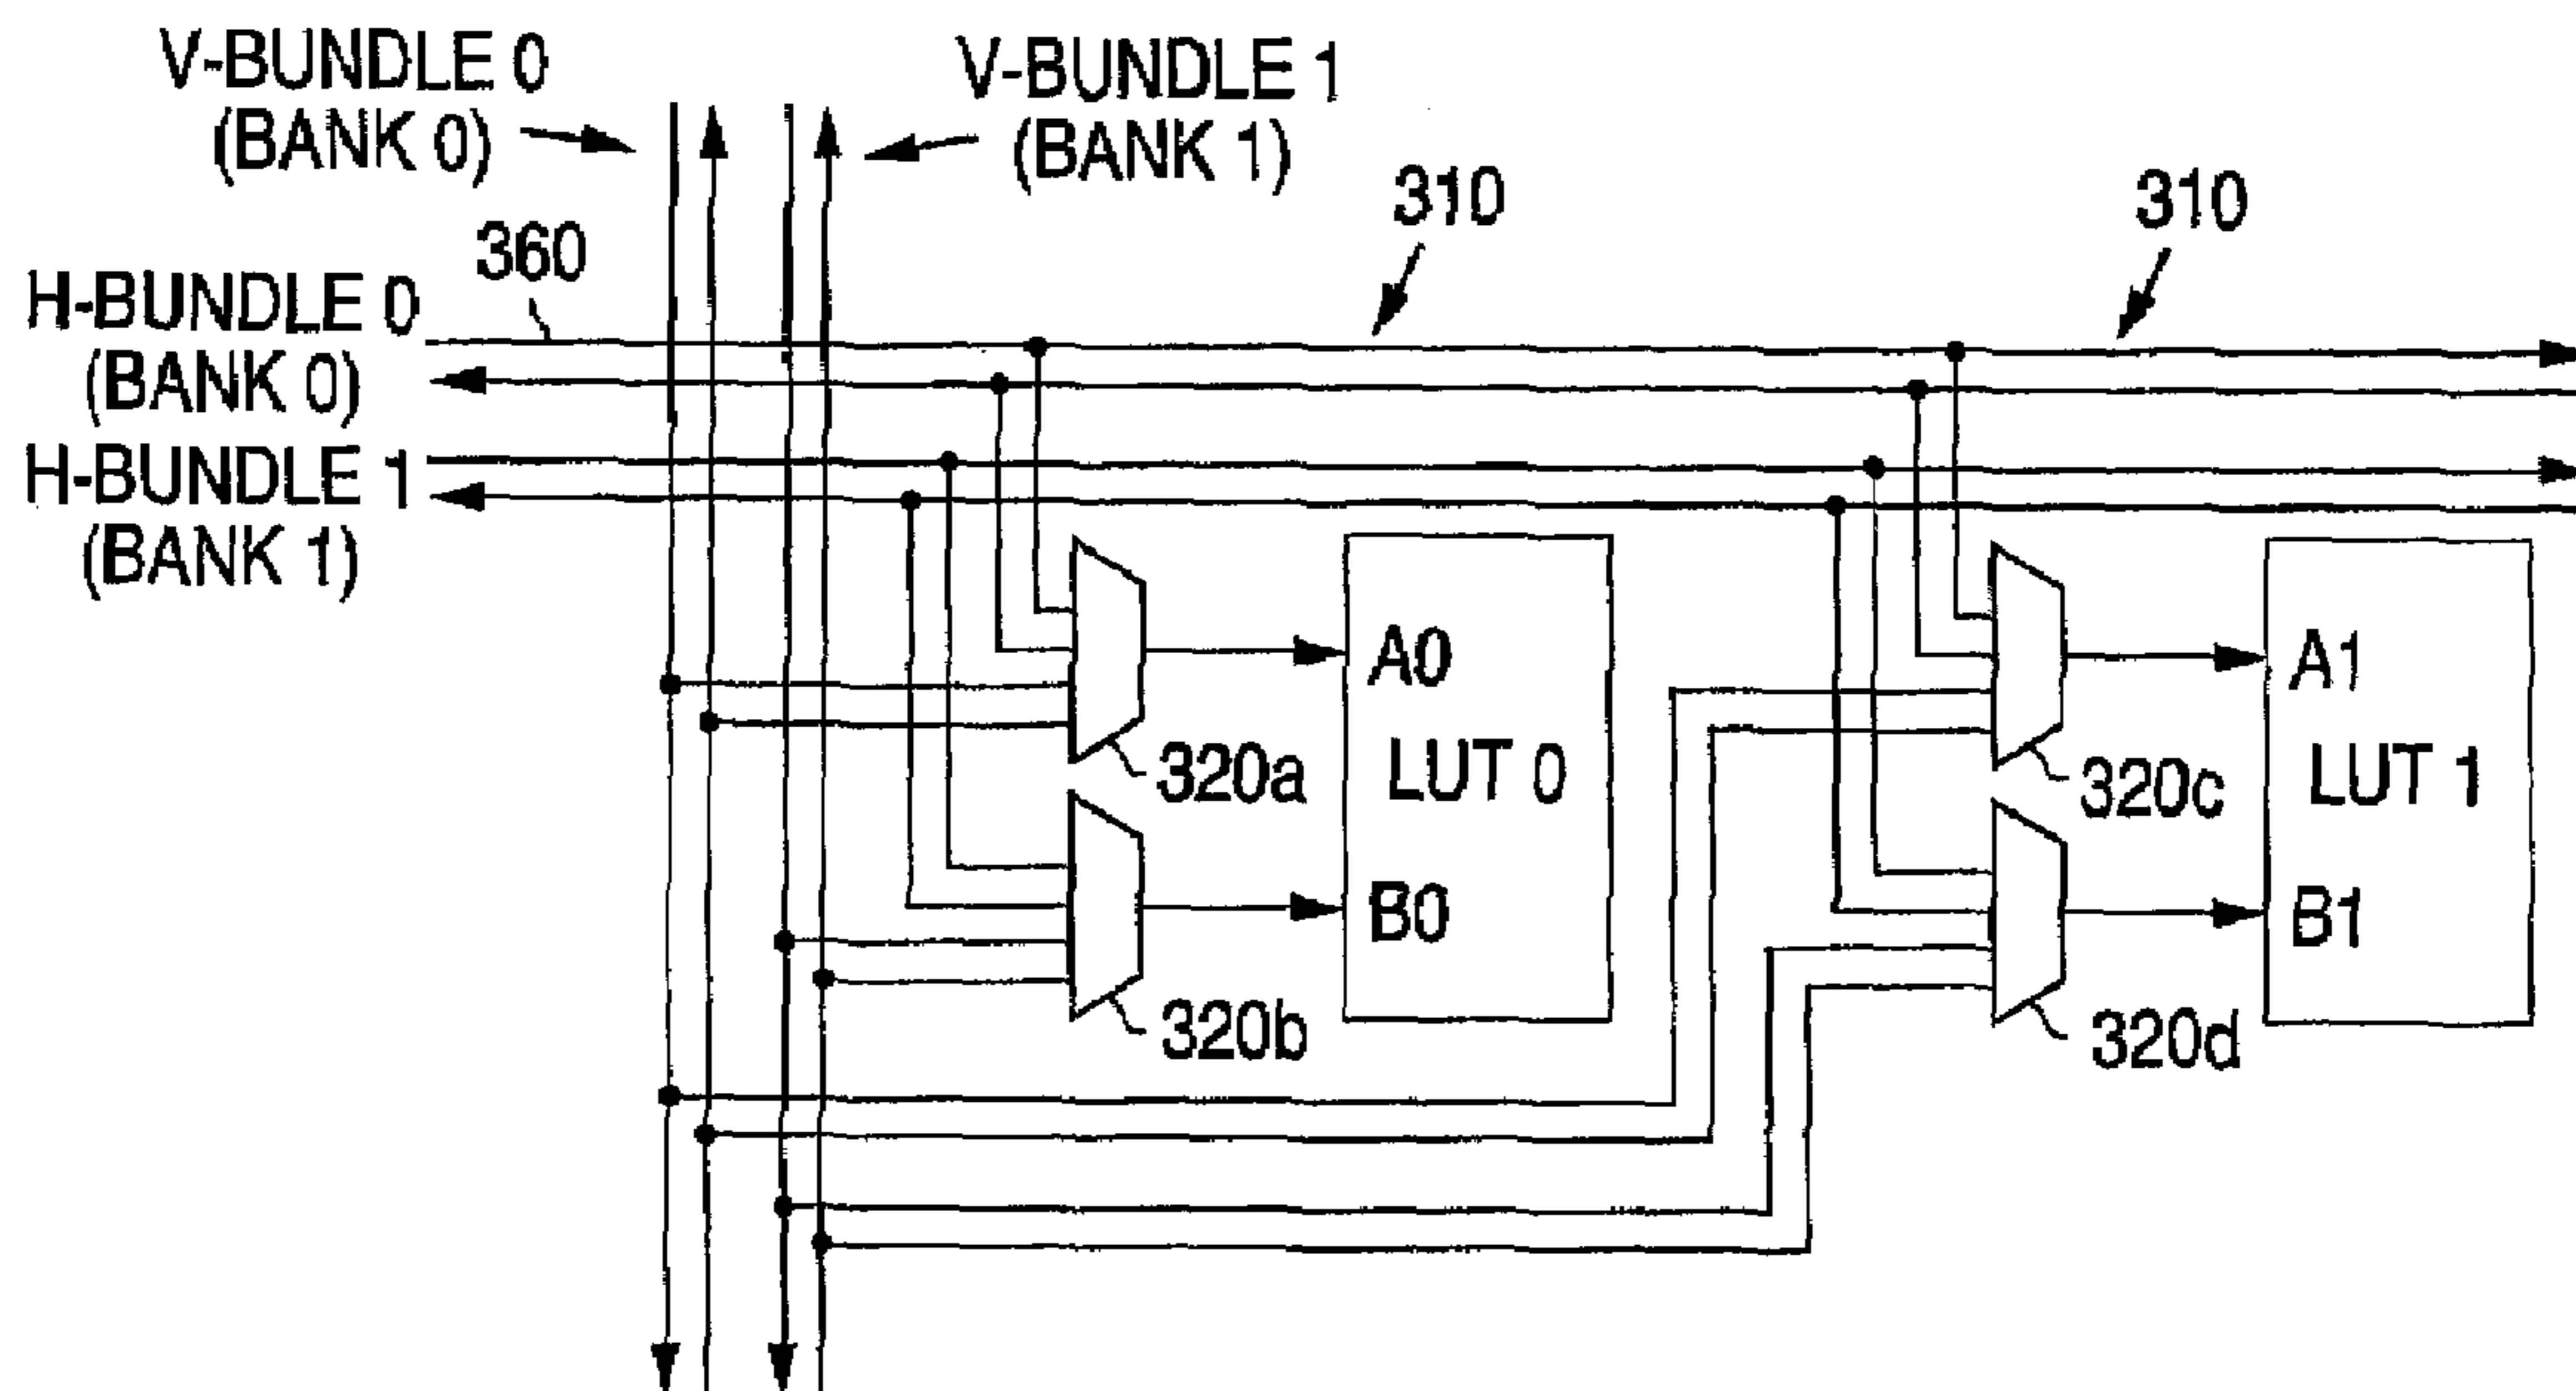 V-BUNDLE 0
(BANK 0)
V-BUNDLE 1
(BANK 1)
310
310
360
H-BUNDLE 0
(BANK 0)
H-BUNDLE 1
(BANK 1)
A0
LUT 0
B0
320a
320b
A1
LUT 1
B1
320c
320d